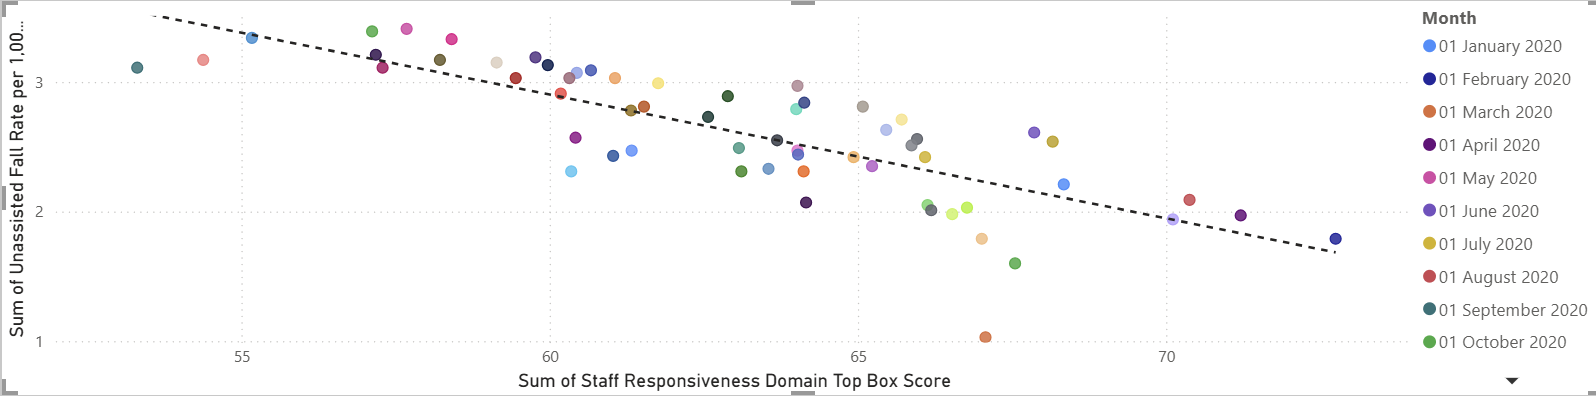 Sum of Unassisted Fall Rate per 1,00...
3
2
1
55 60 65 70
Sum of Staff Responsiveness Domain Top Box Score
Month
01 January 2020
01 February 2020
01 March 2020
01 April 2020
01 May 2020
01 June 2020
01 July 2020
01 August 2020
01 September 2020
01 October 2020